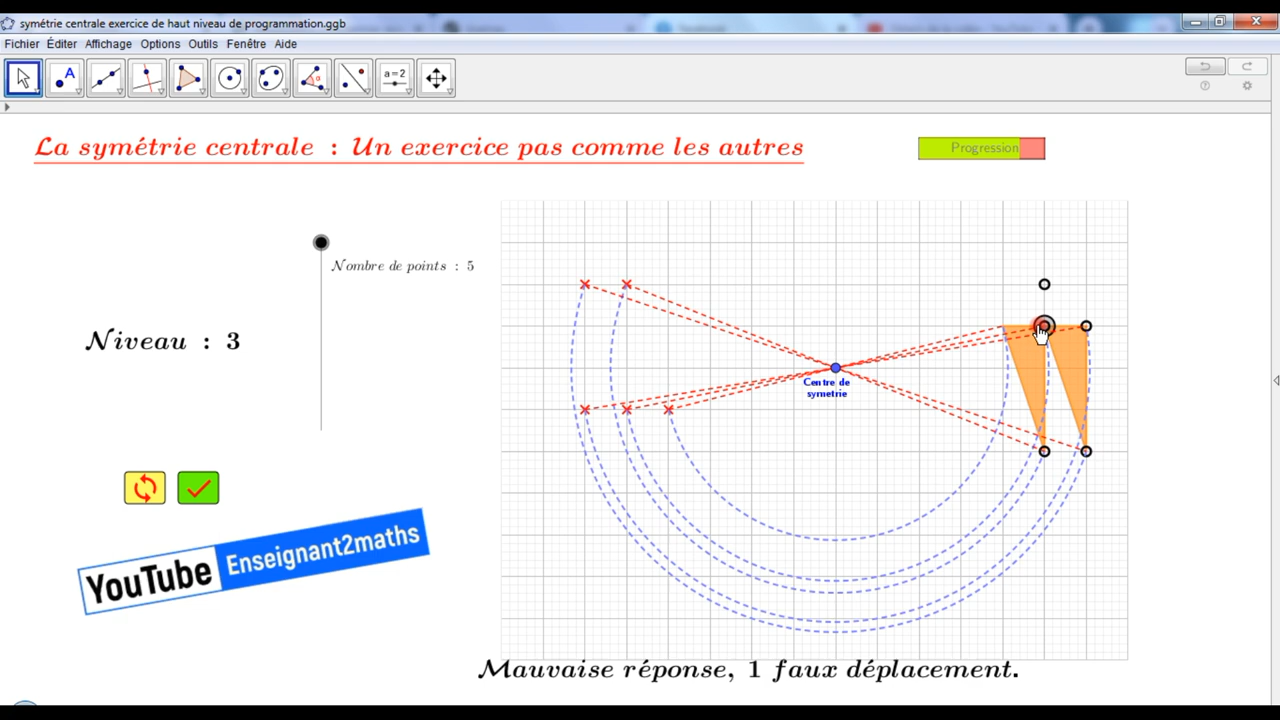 symétrie centrale exercice de haut niveau de programmation.ggb
Fichier Éditer Affichage Options Outils Fenêtre Aide
A
α
a=2
La symétrie centrale : Un exercice pas comme les autres
Progression
Nombre de points : 5
Niveau : 3
Centre de
symetrie
YouTube Enseignant2maths
Mauvaise réponse, 1 faux déplacement.